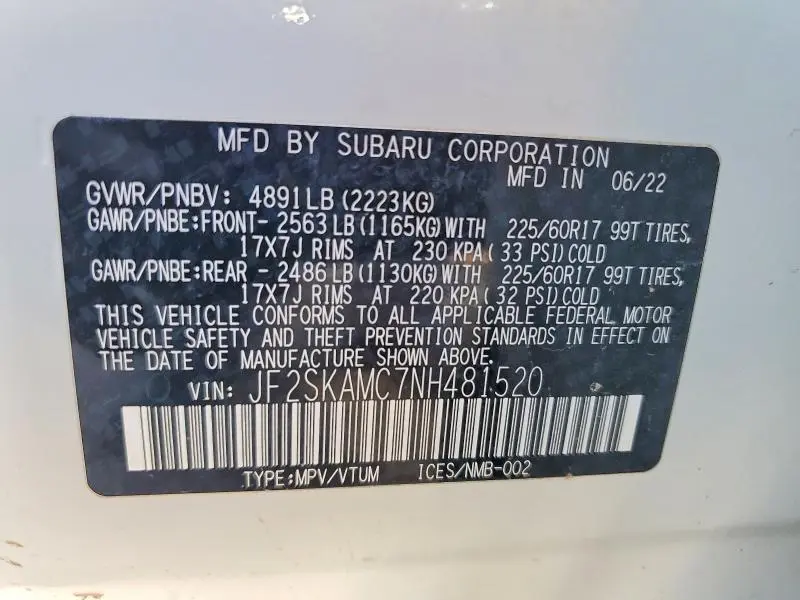 MFD BY SUBARU CORPORATION
MFD IN 06/22
GVWR/PNBV: 4891LB (2223KG)
GAWR/PNBE:FRONT- 2563 LB (1165KG) WITH 225/60R17 99T TIRES,
17X7J RIMS AT 230 KPA ( 33 PSI) COLD
GAWR/PNBE:REAR - 2486 LB (1130KG) WITH 225/60R17 99T TIRES,
17X7J RIMS AT 220 KPA ( 32 PSI) COLD
THIS VEHICLE CONFORMS TO ALL APPLICABLE FEDERAL MOTOR
VEHICLE SAFETY AND THEFT PREVENTION STANDARDS IN EFFECT ON
THE DATE OF MANUFACTURE SHOWN ABOVE.
VIN: JF2SKAMC7NH481520
TYPE:MPV/VTUM ICES/NMB-002